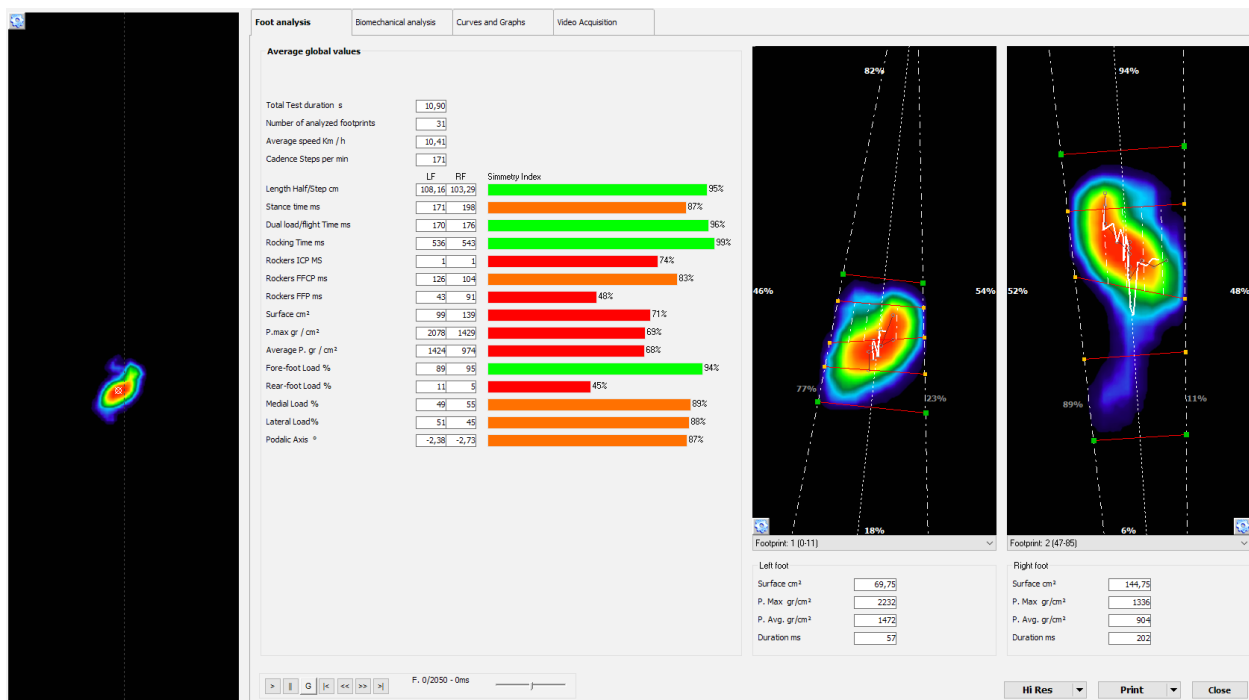 Foot analysis Biomechanical analysis Curves and Graphs Video Acquisition
Average global values
Total Test duration s 10,90
Number of analyzed footprints 31
Average speed Km / h 10,41
Cadence Steps per min 171
LF RF Simmetry Index
Length Half/Step cm 108,16 103,29 95%
Stance time ms 171 198 87%
Dual load/flight Time ms 170 176 96%
Rocking Time ms 536 543 99%
Rockers ICP MS 1 1 74%
Rockers FFCP ms 126 104 83%
Rockers FFP ms 43 91 48%
Surface cm² 99 139 71%
P.max gr / cm² 2078 1429 69%
Average P. gr / cm² 1424 974 68%
Fore-foot Load % 89 95 94%
Rear-foot Load % 11 5 45%
Medial Load % 49 55 89%
Lateral Load% 51 45 88%
Podalic Axis ° -2,38 -2,73 87%
82%
46% 54%
77% 23%
18%
Footprint: 1 (0-11)
94%
52% 48%
89% 11%
6%
Footprint: 2 (47-85)
Left foot
Surface cm² 69,75
P. Max gr/cm² 2232
P. Avg. gr/cm² 1472
Duration ms 57
Right foot
Surface cm² 144,75
P. Max gr/cm² 1336
P. Avg. gr/cm² 904
Duration ms 202
> || G |< << >> >| F. 0/2050 - 0ms
Hi Res Print Close